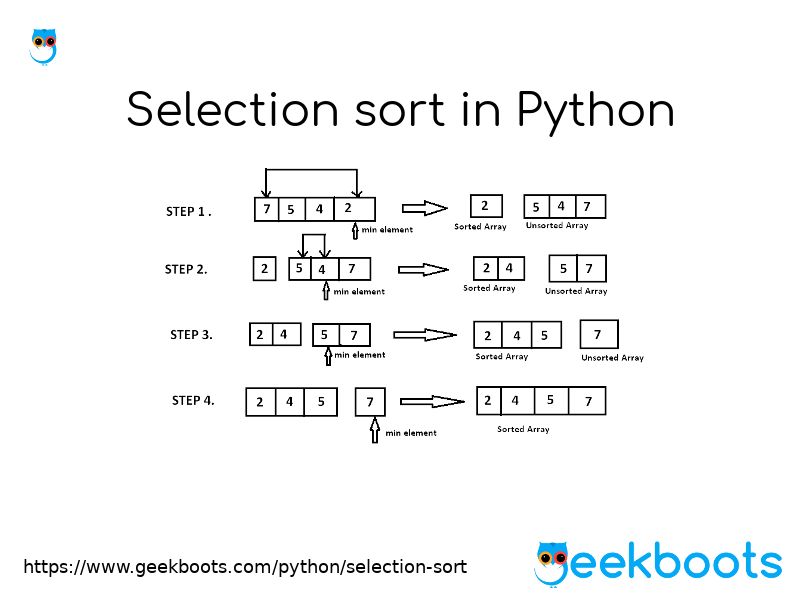 Selection sort in Python
STEP 1 . 7 5 4 2 2 5 4 7
min element Sorted Array Unsorted Array
STEP 2. 2 5 4 7 2 4 5 7
min element Sorted Array Unsorted Array
STEP 3. 2 4 5 7 2 4 5 7
min element Sorted Array Unsorted Array
STEP 4. 2 4 5 7 2 4 5 7
min element Sorted Array
https://www.geekboots.com/python/selection-sort
geekboots